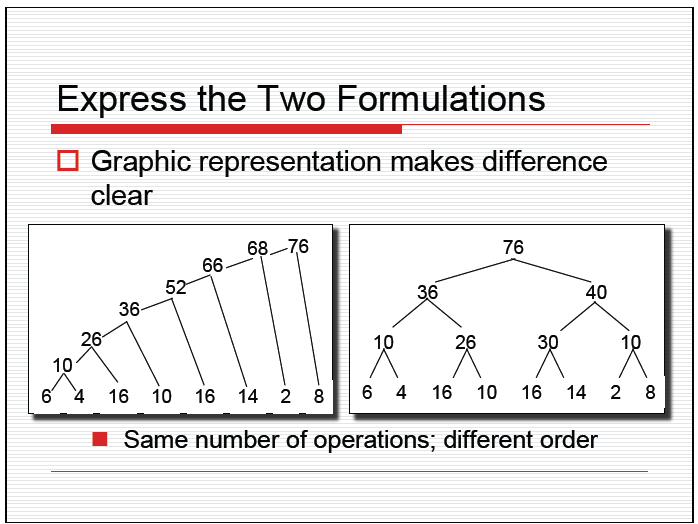 Express the Two Formulations
Graphic representation makes difference
clear
76
68
66
52
36
26
10
6 4 16 10 16 14 2 8
76
36 40
10 26 30 10
6 4 16 10 16 14 2 8
Same number of operations; different order